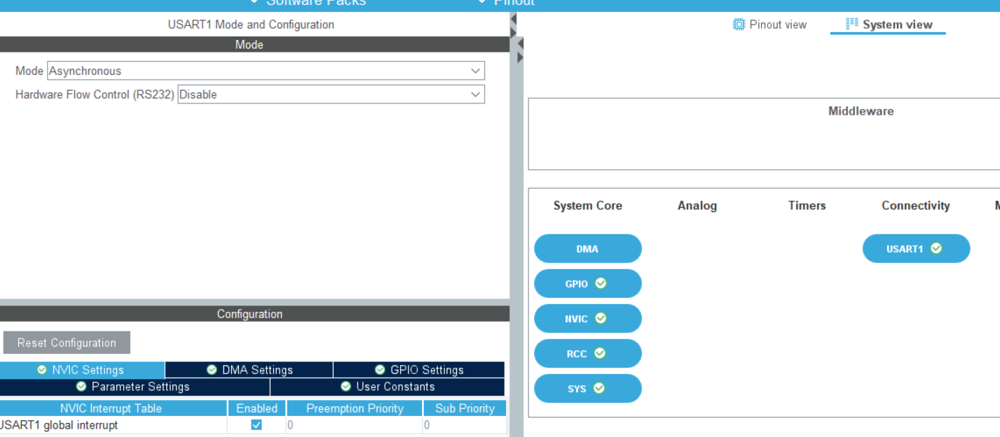 Software Packs
Pinout
USART1 Mode and Configuration
Mode
Mode Asynchronous
Hardware Flow Control (RS232) Disable
Configuration
Reset Configuration
NVIC Settings DMA Settings GPIO Settings
Parameter Settings User Constants
NVIC Interrupt Table Enabled Preemption Priority Sub Priority
USART1 global interrupt 0 0
Pinout view System view
Middleware
System Core Analog Timers Connectivity
DMA USART1
GPIO
NVIC
RCC
SYS